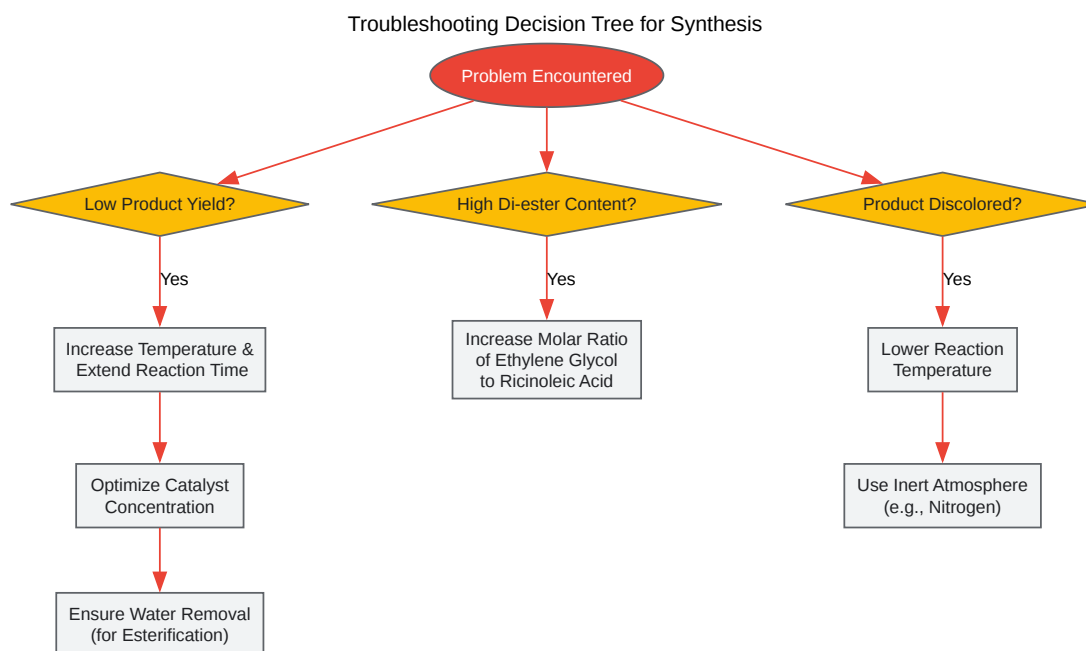 Troubleshooting Decision Tree for Synthesis
Problem Encountered
Low Product Yield?
High Di-ester Content?
Product Discolored?
Yes
Yes
Yes
Increase Temperature &
Extend Reaction Time
Increase Molar Ratio
of Ethylene Glycol
to Ricinoleic Acid
Lower Reaction
Temperature
Optimize Catalyst
Concentration
Use Inert Atmosphere
(e.g., Nitrogen)
Ensure Water Removal
(for Esterification)